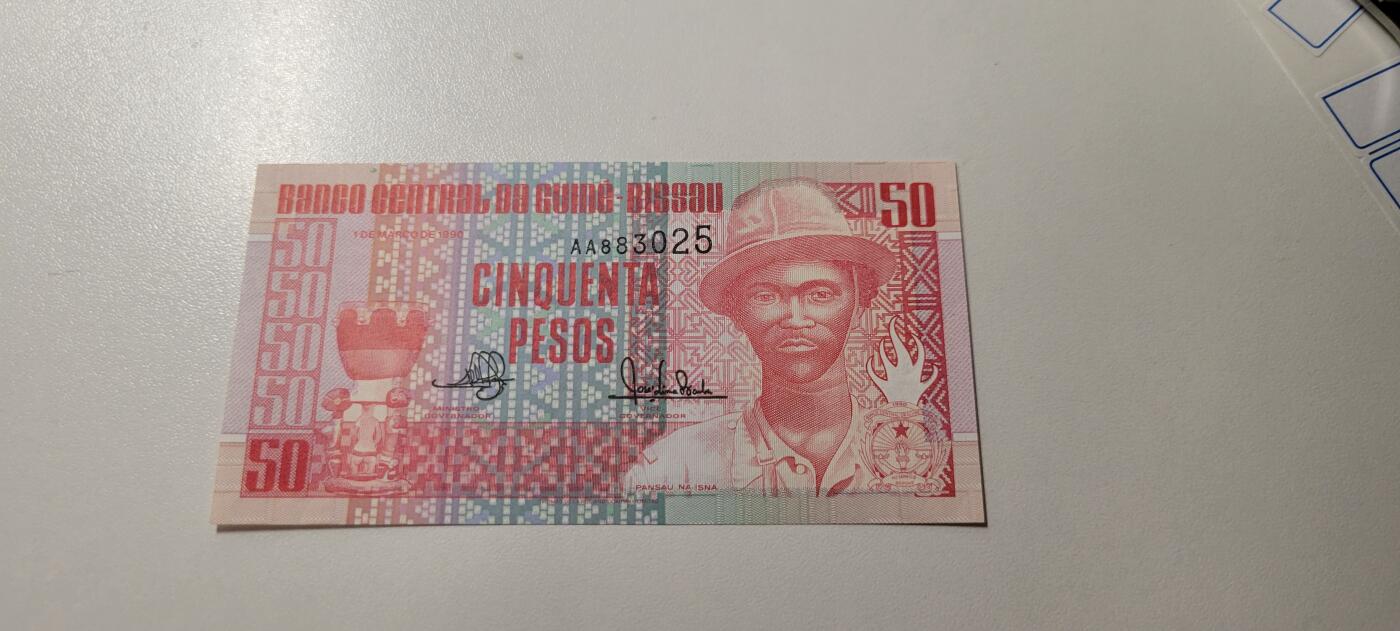 BANCO CENTRAL DA GUINÉ-BISSAU
50
50
1 DE MARÇO DE 1990
AA883025
50
CINQUENTA
50
PESOS
50
MINISTRO
GOVERNADOR
VICE
GOVERNADOR
50
PANSAU NA ISNA